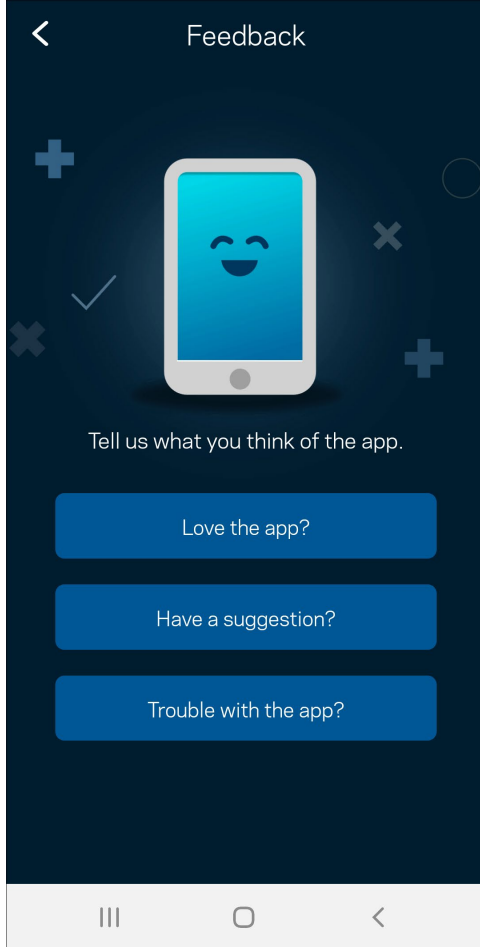 Feedback
Tell us what you think of the app.
Love the app?
Have a suggestion?
Trouble with the app?